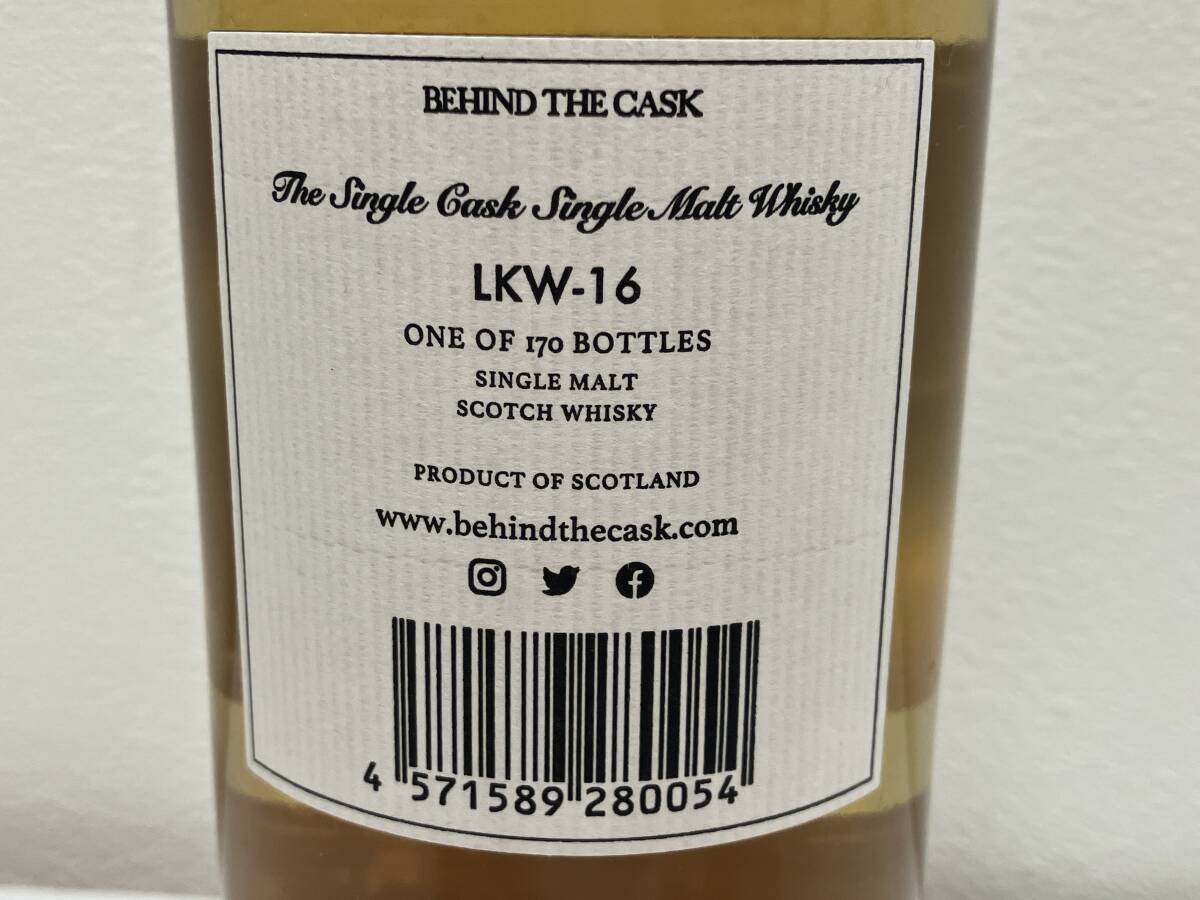 BEHIND THE CASK
The Single Cask Single Malt Whisky
LKW-16
ONE OF 170 BOTTLES
SINGLE MALT
SCOTCH WHISKY
PRODUCT OF SCOTLAND
www.behindthecask.com
4 571589 280054